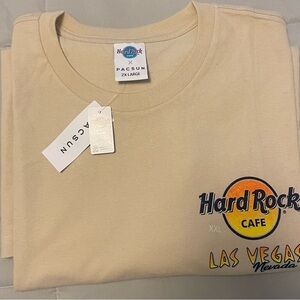 Hard Rock
X
PACSUN
2X LARGE
PACSUN
Hard Rock
CAFE
XXL
LAS VEGAS
Nevada